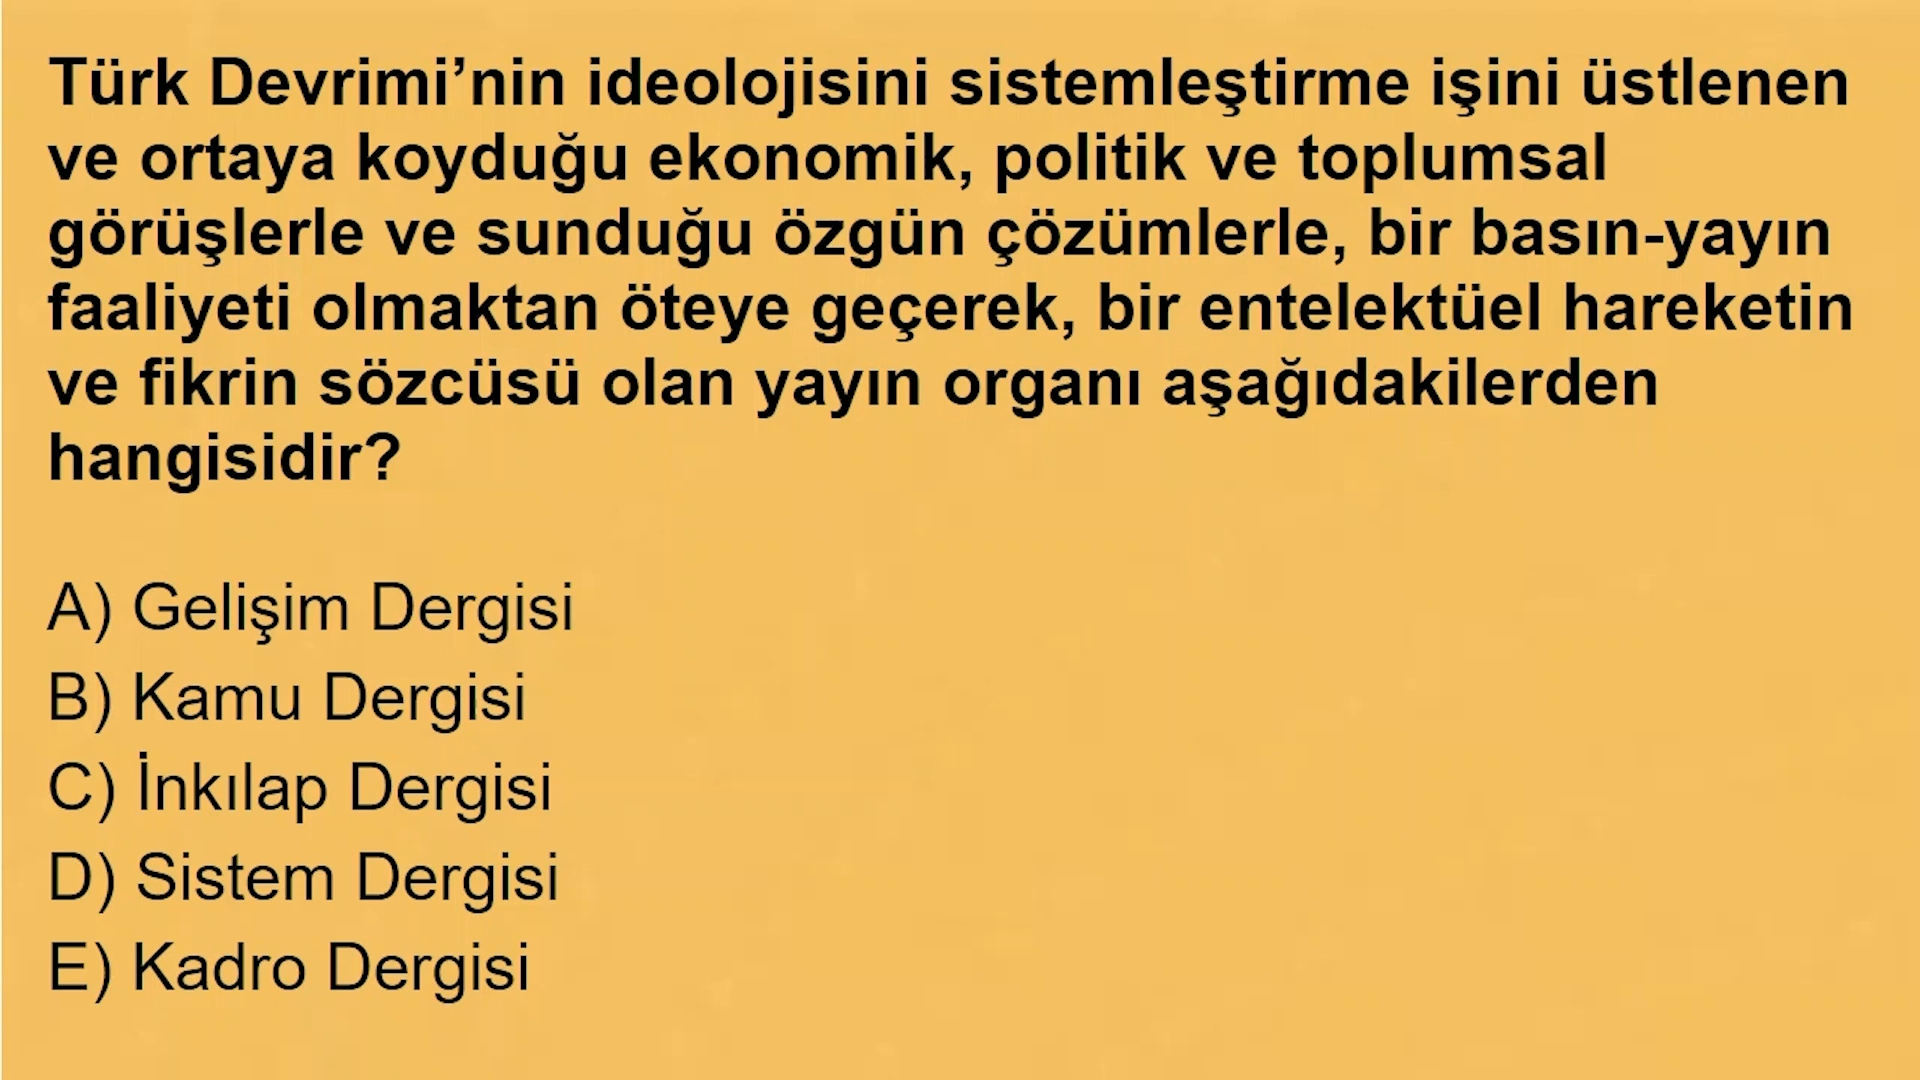 Türk Devrimi’nin ideolojisini sistemleştirme işini üstlenen
ve ortaya koyduğu ekonomik, politik ve toplumsal
görüşlerle ve sunduğu özgün çözümlerle, bir basın-yayın
faaliyeti olmaktan öteye geçerek, bir entelektüel hareketin
ve fikrin sözcüsü olan yayın organı aşağıdakilerden
hangisidir?
A) Gelişim Dergisi
B) Kamu Dergisi
C) İnkılap Dergisi
D) Sistem Dergisi
E) Kadro Dergisi